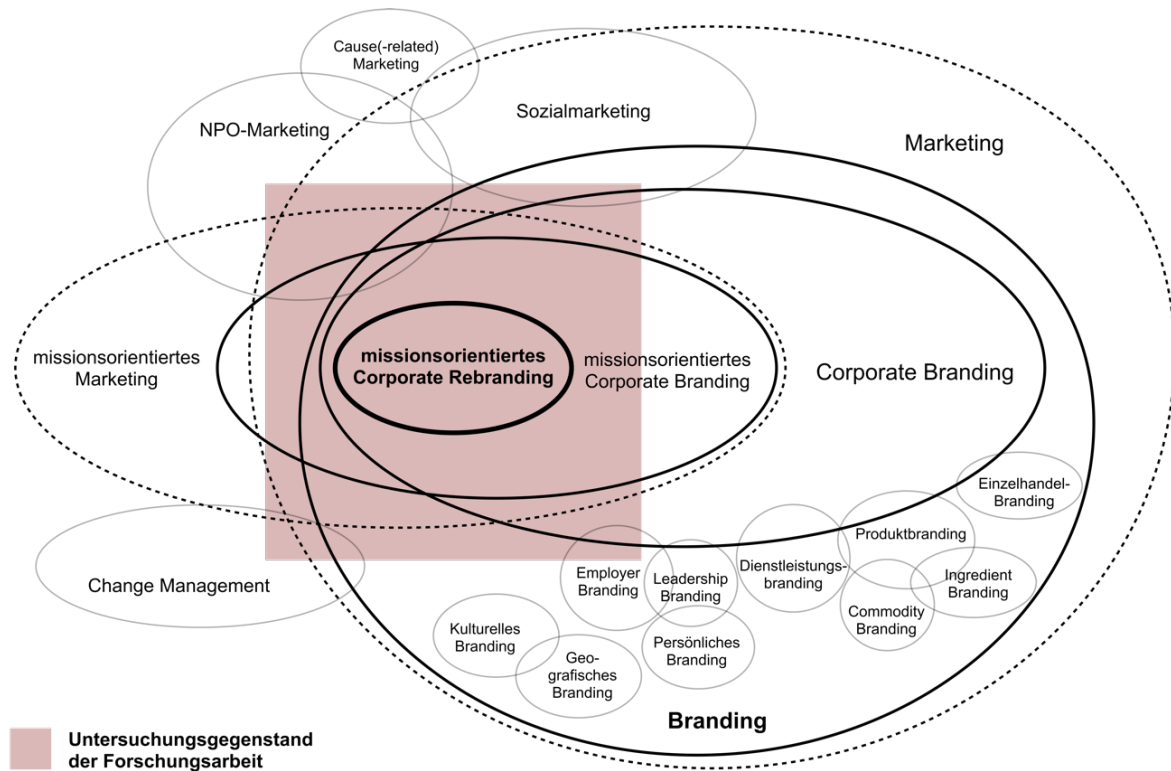 Cause(-related)
Marketing
NPO-Marketing
Sozialmarketing
Marketing
missionsorientiertes
Marketing
missionsorientiertes
Corporate Rebranding
missionsorientiertes
Corporate Branding
Corporate Branding
Einzelhandel-
Branding
Produktbranding
Dienstleistungs-
branding
Ingredient
Branding
Commodity
Branding
Employer
Branding
Leadership
Branding
Change Management
Kulturelles
Branding
Persönliches
Branding
Geo-
grafisches
Branding
Branding
Untersuchungsgegenstand
der Forschungsarbeit